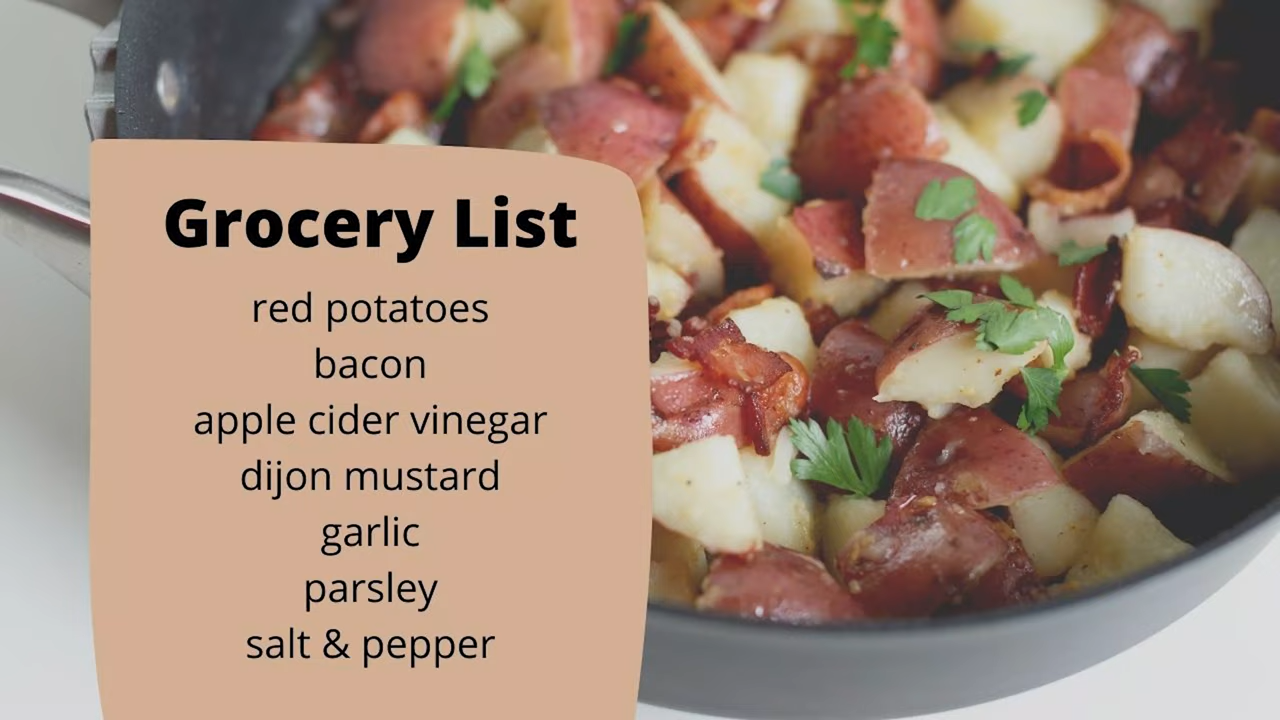 Grocery List
red potatoes
bacon
apple cider vinegar
dijon mustard
garlic
parsley
salt & pepper